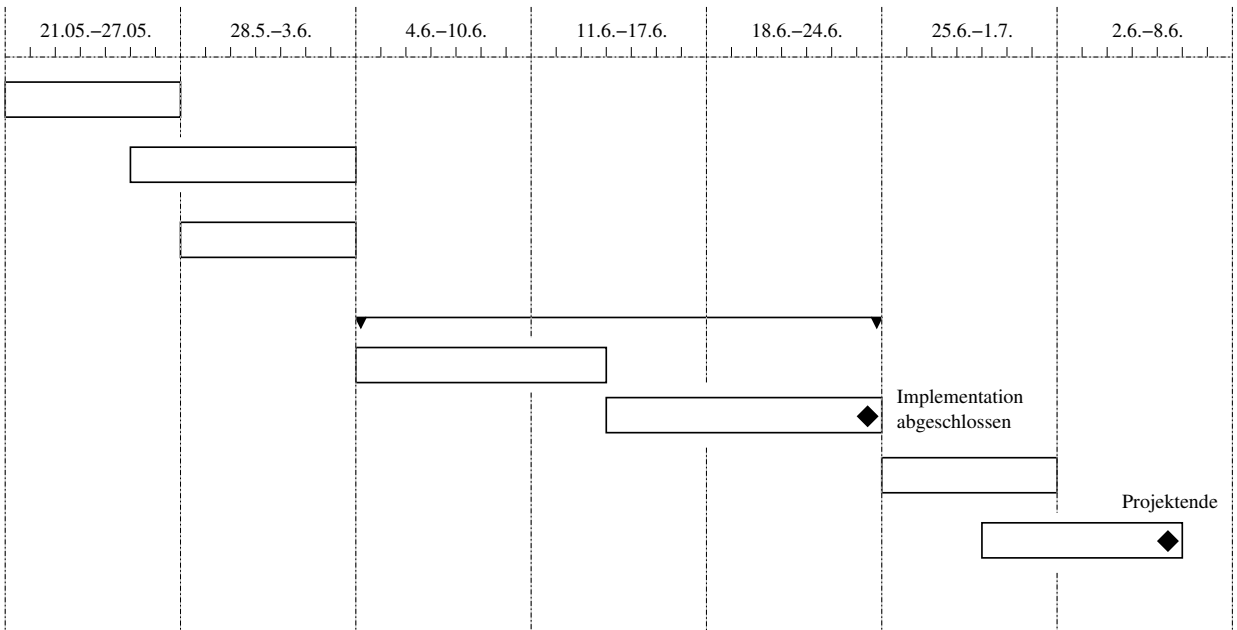 21.05.–27.05.
28.5.–3.6.
4.6.–10.6.
11.6.–17.6.
18.6.–24.6.
25.6.–1.7.
2.6.–8.6.
Implementation
abgeschlossen
Projektende